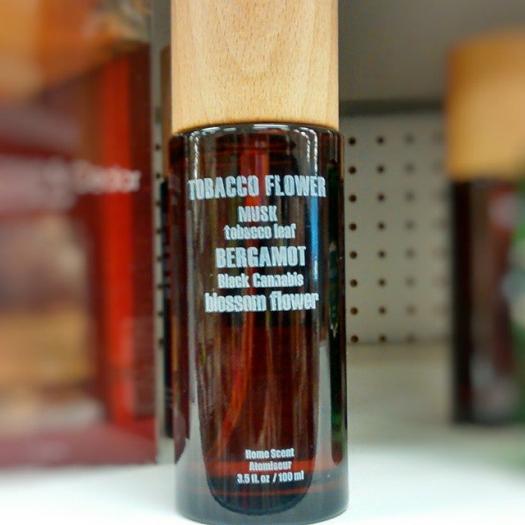 TOBACCO FLOWER
MUSK
tobacco leaf
BERGAMOT
Black Cannabis
blossom flower
Home Scent
Atomiseur
3.5 fl. oz / 100 ml